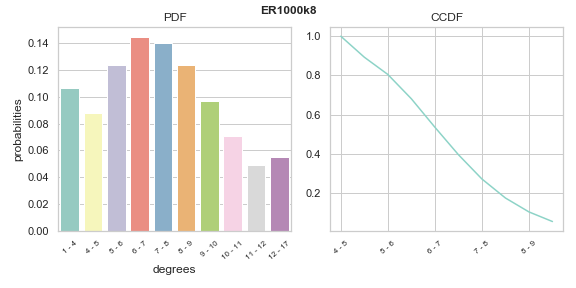 ER1000k8
PDF
CCDF
probabilities
0.14
0.12
0.10
0.08
0.06
0.04
0.02
0.00
1 - 4
4 - 5
5 - 6
6 - 7
7 - 8
8 - 9
9 - 10
10 - 11
11 - 12
12 - 17
degrees
1.0
0.8
0.6
0.4
0.2
4 - 5
5 - 6
6 - 7
7 - 8
8 - 9